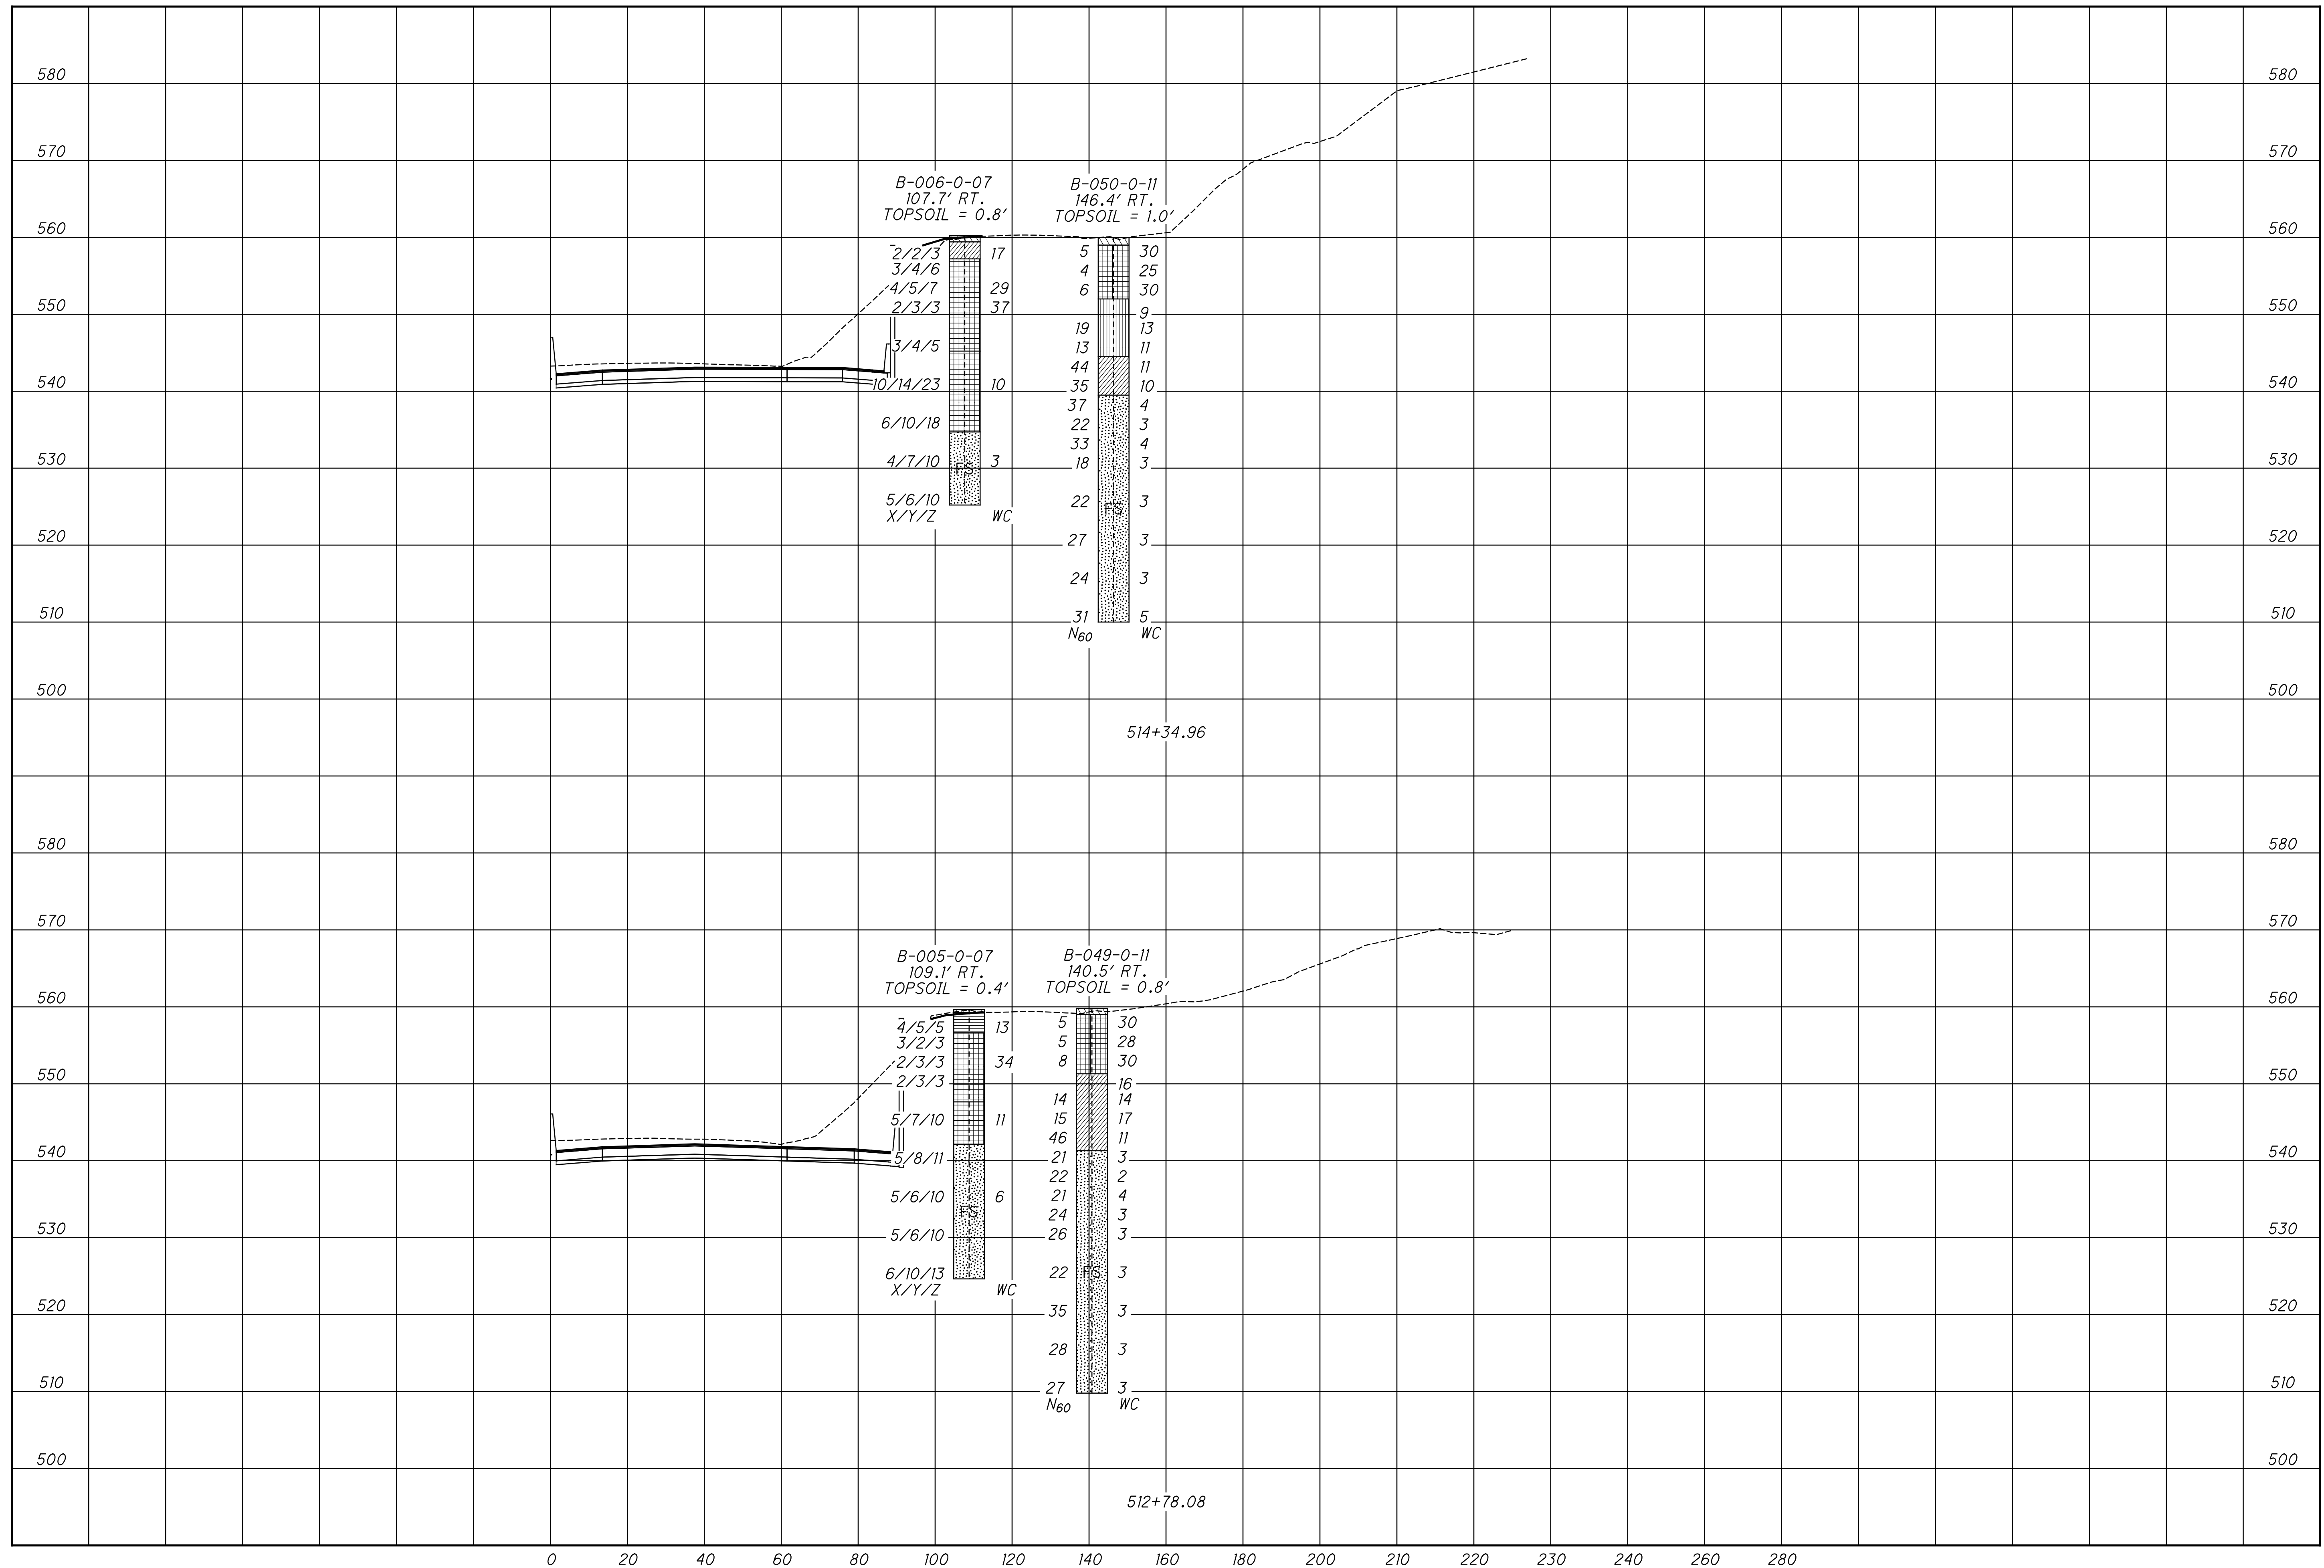 580 580
570 570
B-006-0-07 B-050-0-11
107.7' RT. 146.4' RT.
TOPSOIL = 0.8' TOPSOIL = 1.0'
560 560
2/2/3 17 5 30
3/4/6 4 25
4/5/7 29 6 30
550 2/3/3 37 9 550
19 13
3/4/5 13 11
44 11
540 10/14/23 10 35 10 540
37 4
6/10/18 22 3
33 4
530 4/7/10 FS 3 18 3 530
5/6/10 22 FS 3
X/Y/Z WC
520 27 3 520
24 3
510 31 5 510
N60 WC
500 500
514+34.96
580 580
570 570
B-005-0-07 B-049-0-11
109.1' RT. 140.5' RT.
TOPSOIL = 0.4' TOPSOIL = 0.8'
560 560
4/5/5 13 5 30
3/2/3 5 28
2/3/3 34 8 30
550 2/3/3 16 550
14 14
5/7/10 11 15 17
46 11
540 5/8/11 21 3 540
22 2
5/6/10 6 21 4
FS 24 3
530 5/6/10 26 3 530
6/10/13 22 FS 3
X/Y/Z WC
520 35 3 520
28 3
510 27 3 510
N60 WC
500 500
512+78.08
0 20 40 60 80 100 120 140 160 180 200 210 220 230 240 260 280